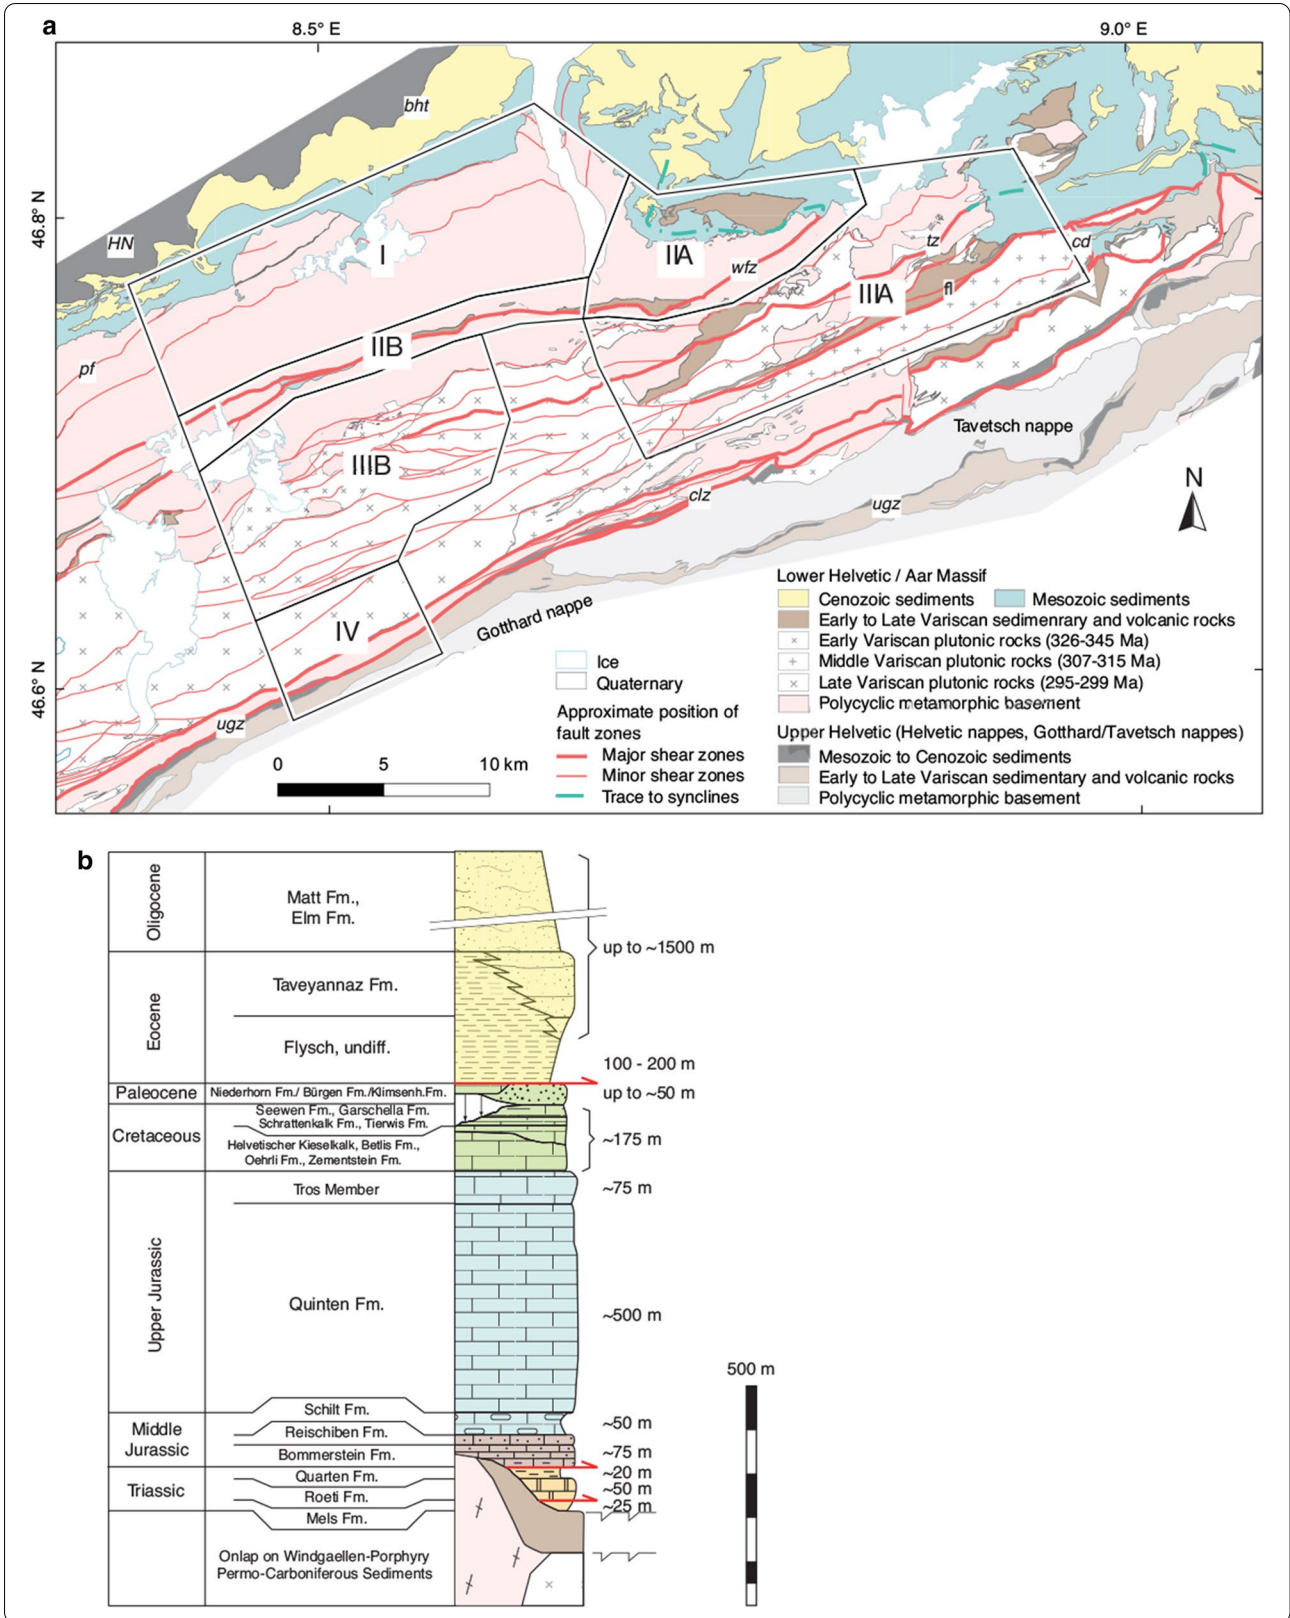 a
8.5° E
9.0° E
46.8° N
46.6° N
bht
HN
pf
I
IIA
wfz
tz
cd
IIIA
fl
IIB
IIIB
Tavetsch nappe
clz
ugz
N
IV
Gotthard nappe
ugz
Ice
Quaternary
Approximate position of
fault zones
Major shear zones
Minor shear zones
Trace to synclines
0
5
10 km
Lower Helvetic / Aar Massif
Cenozoic sediments
Mesozoic sediments
Early to Late Variscan sedimenrary and volcanic rocks
Early Variscan plutonic rocks (326-345 Ma)
Middle Variscan plutonic rocks (307-315 Ma)
Late Variscan plutonic rocks (295-299 Ma)
Polycyclic metamorphic basement
Upper Helvetic (Helvetic nappes, Gotthard/Tavetsch nappes)
Mesozoic to Cenozoic sediments
Early to Late Variscan sedimentary and volcanic rocks
Polycyclic metamorphic basement
b
Oligocene
Matt Fm.,
Elm Fm.
up to ~1500 m
Eocene
Taveyannaz Fm.
Flysch, undiff.
100 - 200 m
Paleocene
Niederhorn Fm./ Bürgen Fm./Klimsenh.Fm.
up to ~50 m
Cretaceous
Seewen Fm., Garschella Fm.
Schrattenkalk Fm., Tierwis Fm.
Helvetischer Kieselkalk, Betlis Fm.,
Oehrli Fm., Zementstein Fm.
~175 m
Upper Jurassic
Tros Member
~75 m
Quinten Fm.
~500 m
500 m
Schilt Fm.
Middle
Jurassic
Reischiben Fm.
~50 m
Bommerstein Fm.
~75 m
Triassic
Quarten Fm.
~20 m
Roeti Fm.
~50 m
Mels Fm.
~25 m
Onlap on Windgaellen-Porphyry
Permo-Carboniferous Sediments